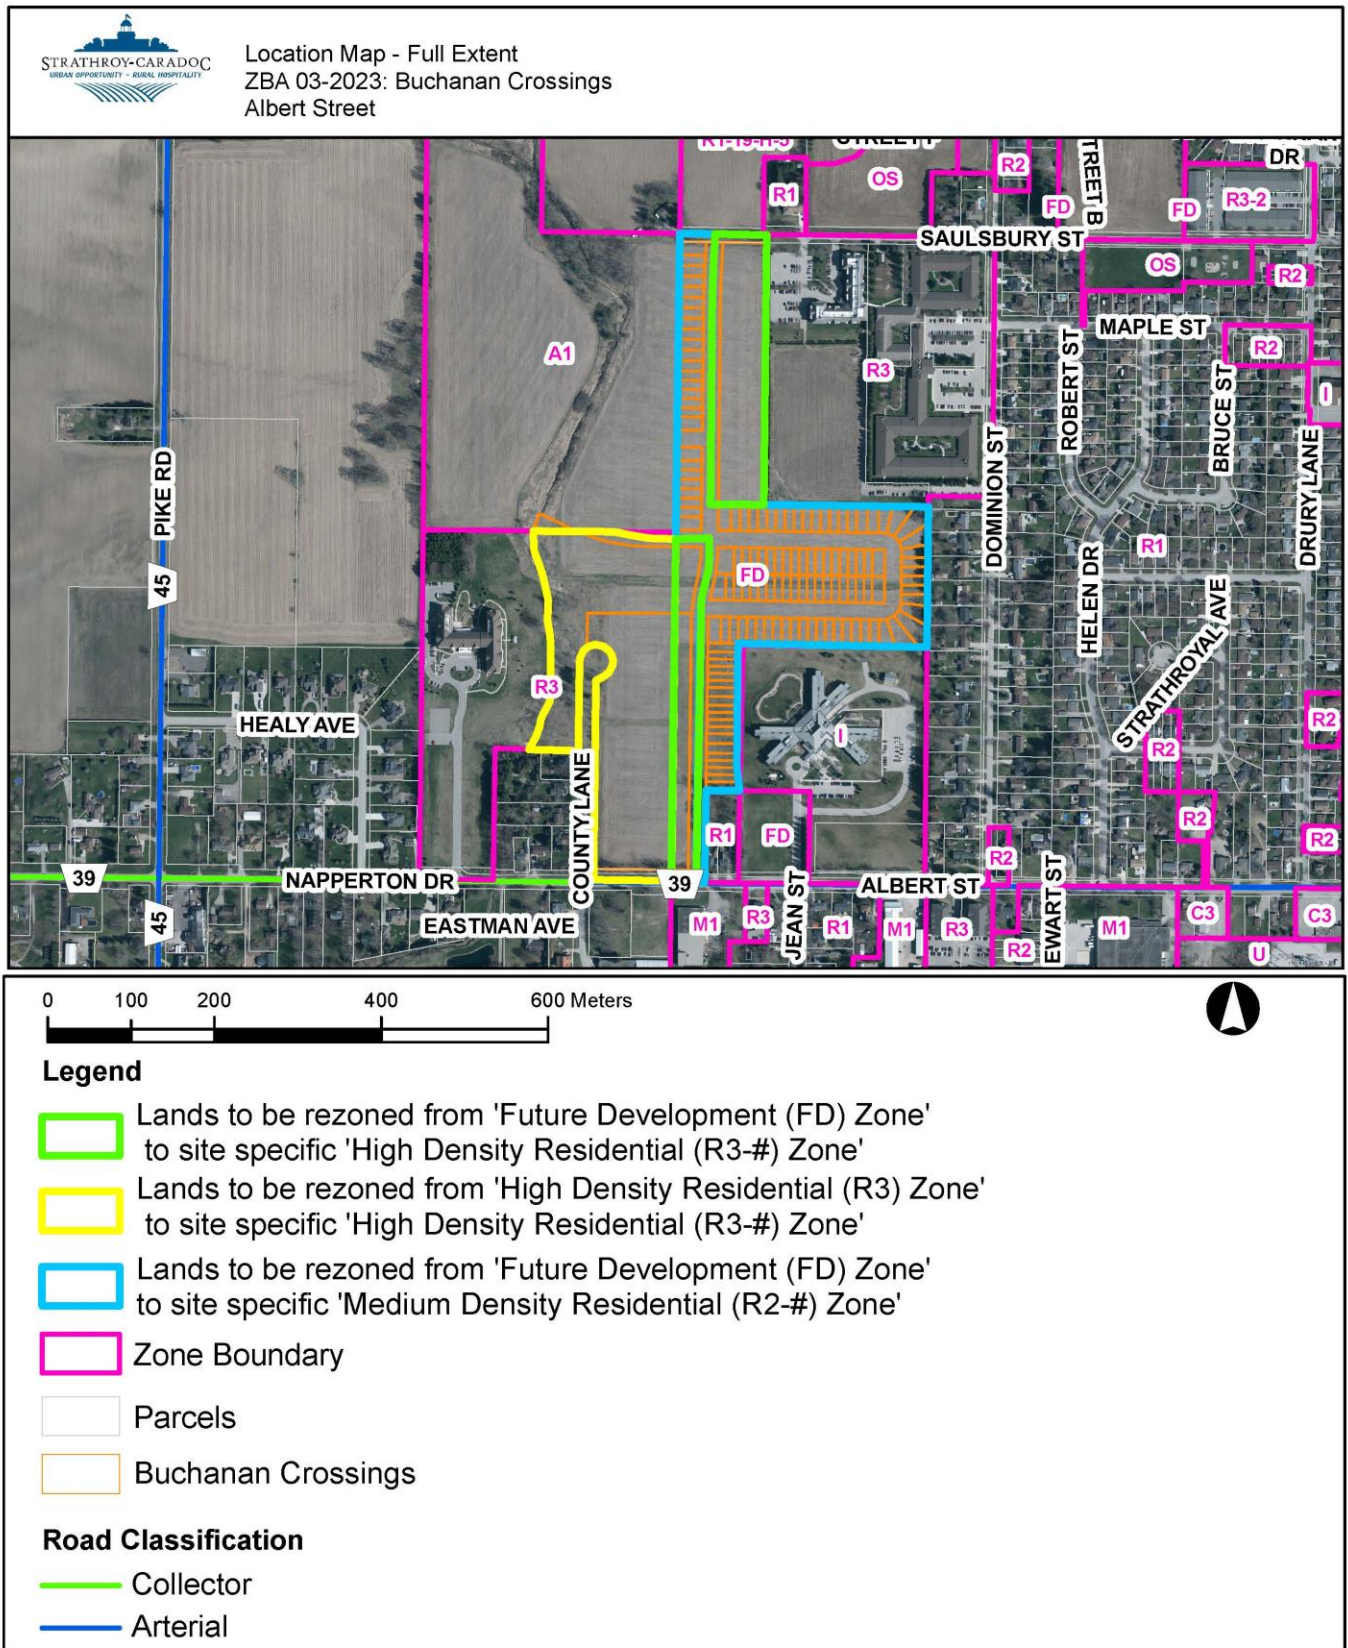 STRATHROY-CARADOC
URBAN OPPORTUNITY - RURAL HOSPITALITY
Location Map - Full Extent
ZBA 03-2023: Buchanan Crossings
Albert Street
R1-19-H-5
R1
OS
R2
FD
STREET B
FD
R3-2
DR
SAULSBURY ST
OS
R2
MAPLE ST
R2
I
A1
R3
ROBERT ST
BRUCE ST
DRURY LANE
DOMINION ST
PIKE RD
45
FD
R1
HELEN DR
STRATHROYAL AVE
R3
HEALY AVE
COUNTY LANE
I
R2
R2
R2
R2
R1
FD
R2
39
NAPPERTON DR
39
ALBERT ST
45
EASTMAN AVE
M1
R3
JEAN ST
R1
M1
R3
R2
EWART ST
M1
C3
C3
U
0 100 200 400 600 Meters
Legend
Lands to be rezoned from 'Future Development (FD) Zone'
to site specific 'High Density Residential (R3-#) Zone'
Lands to be rezoned from 'High Density Residential (R3) Zone'
to site specific 'High Density Residential (R3-#) Zone'
Lands to be rezoned from 'Future Development (FD) Zone'
to site specific 'Medium Density Residential (R2-#) Zone'
Zone Boundary
Parcels
Buchanan Crossings
Road Classification
Collector
Arterial